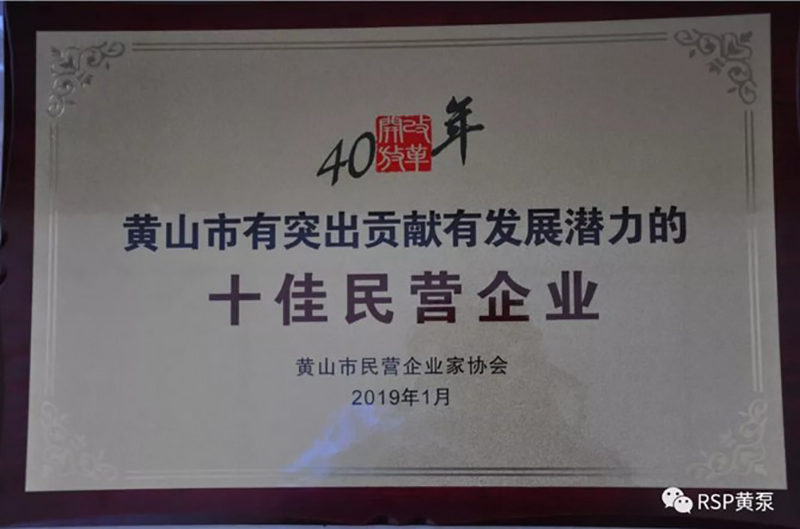 40改革開放年
黄山市有突出贡献有发展潜力的
十佳民营企业
黄山市民营企业家协会
2019年1月
RSP黄泵